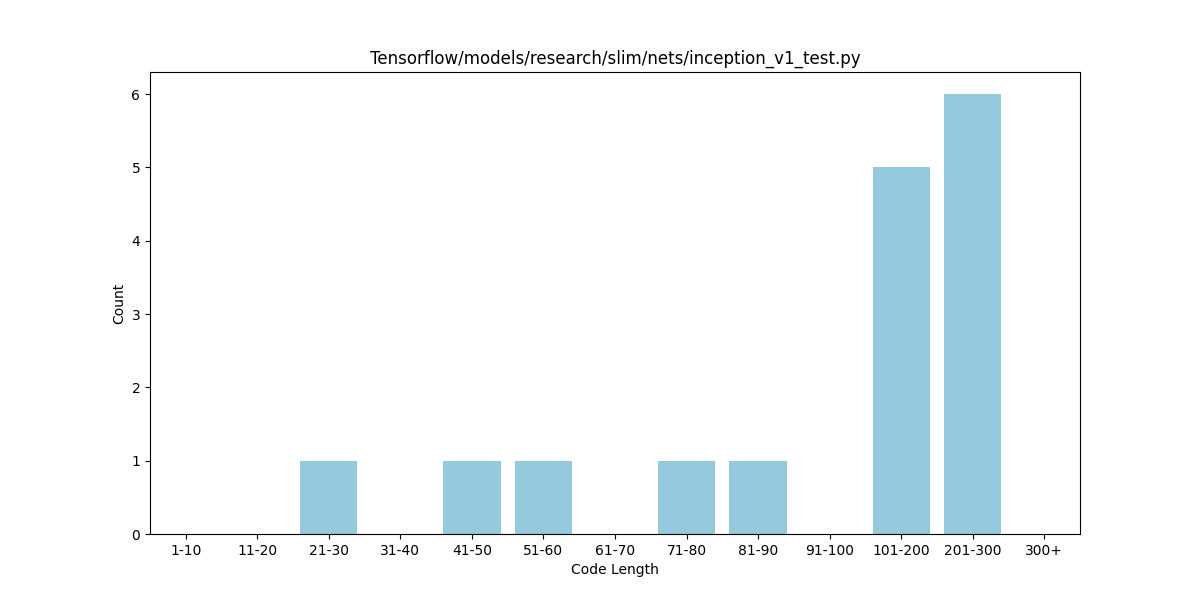 Tensorflow/models/research/slim/nets/inception_v1_test.py
6
5
4
3
2
1
0
Count
1-10 11-20 21-30 31-40 41-50 51-60 61-70 71-80 81-90 91-100 101-200 201-300 300+
Code Length